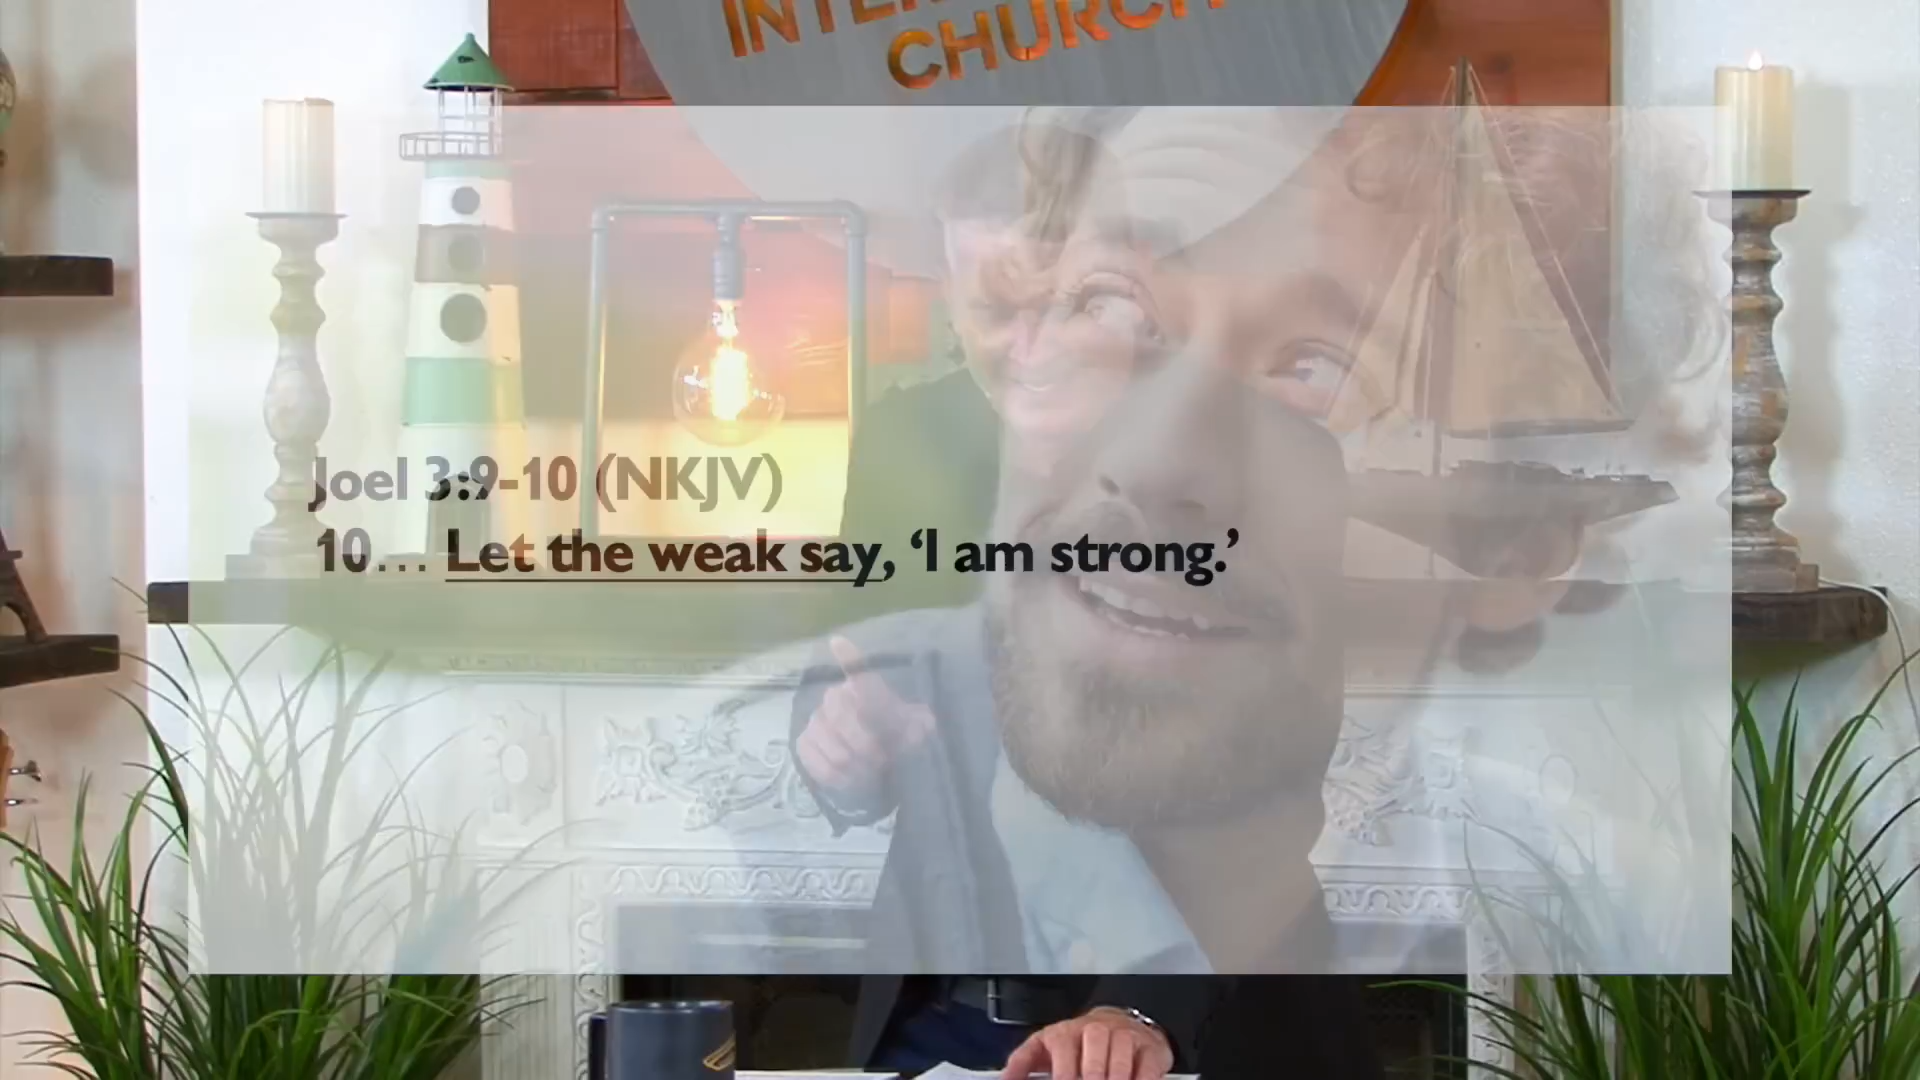 CHURCH
Joel 3:9-10 (NKJV)
10... Let the weak say, ‘I am strong.’